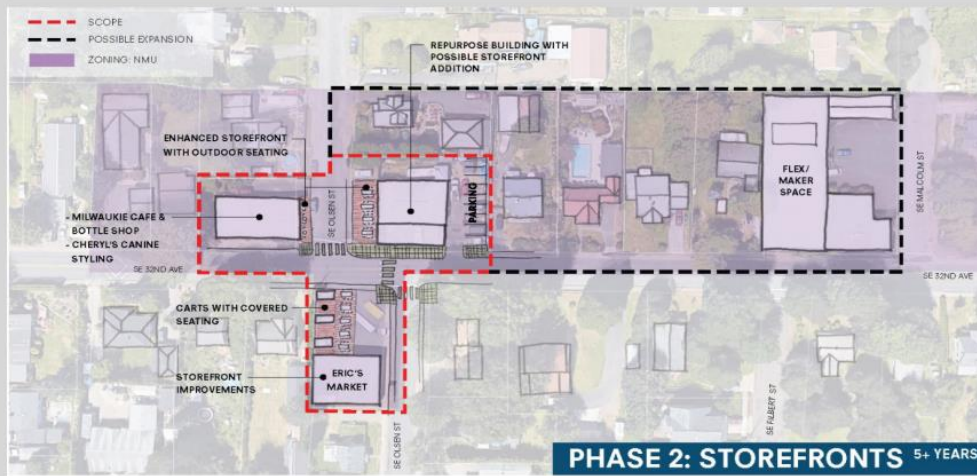 SCOPE
POSSIBLE EXPANSION
ZONING: NMU
REPURPOSE BUILDING WITH
POSSIBLE STOREFRONT
ADDITION
ENHANCED STOREFRONT
WITH OUTDOOR SEATING
SE OLSEN ST
PARKING
FLEX/
MAKER
SPACE
SE MALCOLM ST
- MILWAUKIE CAFE &
BOTTLE SHOP
- CHERYL'S CANINE
STYLING
SE 32ND AVE
SE 32ND AVE
CARTS WITH COVERED
SEATING
STOREFRONT
IMPROVEMENTS
ERIC'S
MARKET
SE OLSEN ST
SE FILBERT ST
PHASE 2: STOREFRONTS 5+ YEARS